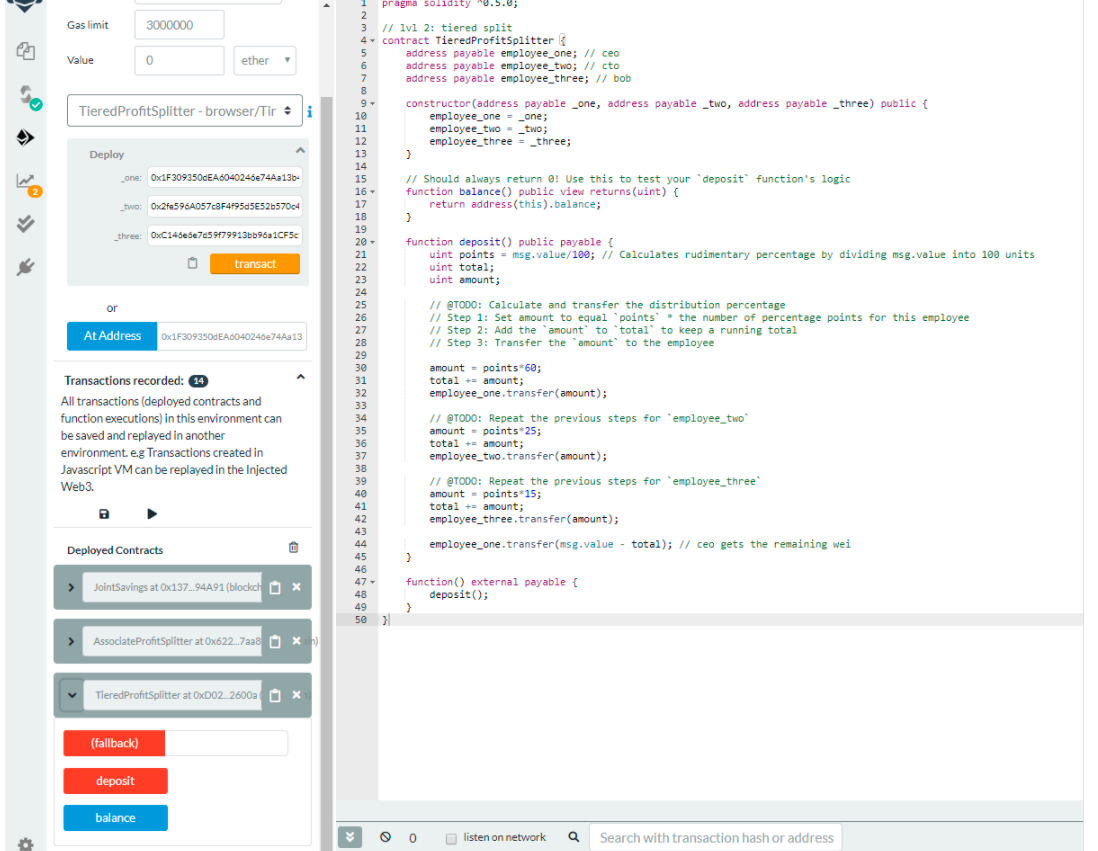 Gas limit
3000000
Value
0
ether
TieredProfitSplitter - browser/Tir
i
Deploy
_one:
0x1F309350dEA6040246e74Aa13b4
_two:
0x2fe596A057c8F4f95d5E52b570c4
_three:
0xC146e6e7d59f79913bb96a1CF5c
transact
or
At Address
0x1F309350dEA6040246e74Aa13
2
Transactions recorded: 14
All transactions (deployed contracts and
function executions) in this environment can
be saved and replayed in another
environment. e.g Transactions created in
Javascript VM can be replayed in the Injected
Web3.
Deployed Contracts
JointSavings at 0x137...94A91 (blockch
AssociateProfitSplitter at 0x622...7aa8
TieredProfitSplitter at 0xD02...2600a (
(fallback)
deposit
balance
1 pragma solidity ^0.5.0;
2
3 // lvl 2: tiered split
4 contract TieredProfitSplitter {
5 address payable employee_one; // ceo
6 address payable employee_two; // cto
7 address payable employee_three; // bob
8
9 constructor(address payable _one, address payable _two, address payable _three) public {
10 employee_one = _one;
11 employee_two = _two;
12 employee_three = _three;
13 }
14
15 // Should always return 0! Use this to test your `deposit` function's logic
16 function balance() public view returns(uint) {
17 return address(this).balance;
18 }
19
20 function deposit() public payable {
21 uint points = msg.value/100; // Calculates rudimentary percentage by dividing msg.value into 100 units
22 uint total;
23 uint amount;
24
25 // @TODO: Calculate and transfer the distribution percentage
26 // Step 1: Set amount to equal `points` * the number of percentage points for this employee
27 // Step 2: Add the `amount` to `total` to keep a running total
28 // Step 3: Transfer the `amount` to the employee
29
30 amount = points*60;
31 total += amount;
32 employee_one.transfer(amount);
33
34 // @TODO: Repeat the previous steps for `employee_two`
35 amount = points*25;
36 total += amount;
37 employee_two.transfer(amount);
38
39 // @TODO: Repeat the previous steps for `employee_three`
40 amount = points*15;
41 total += amount;
42 employee_three.transfer(amount);
43
44 employee_one.transfer(msg.value - total); // ceo gets the remaining wei
45 }
46
47 function() external payable {
48 deposit();
49 }
50 }
0
listen on network
Search with transaction hash or address